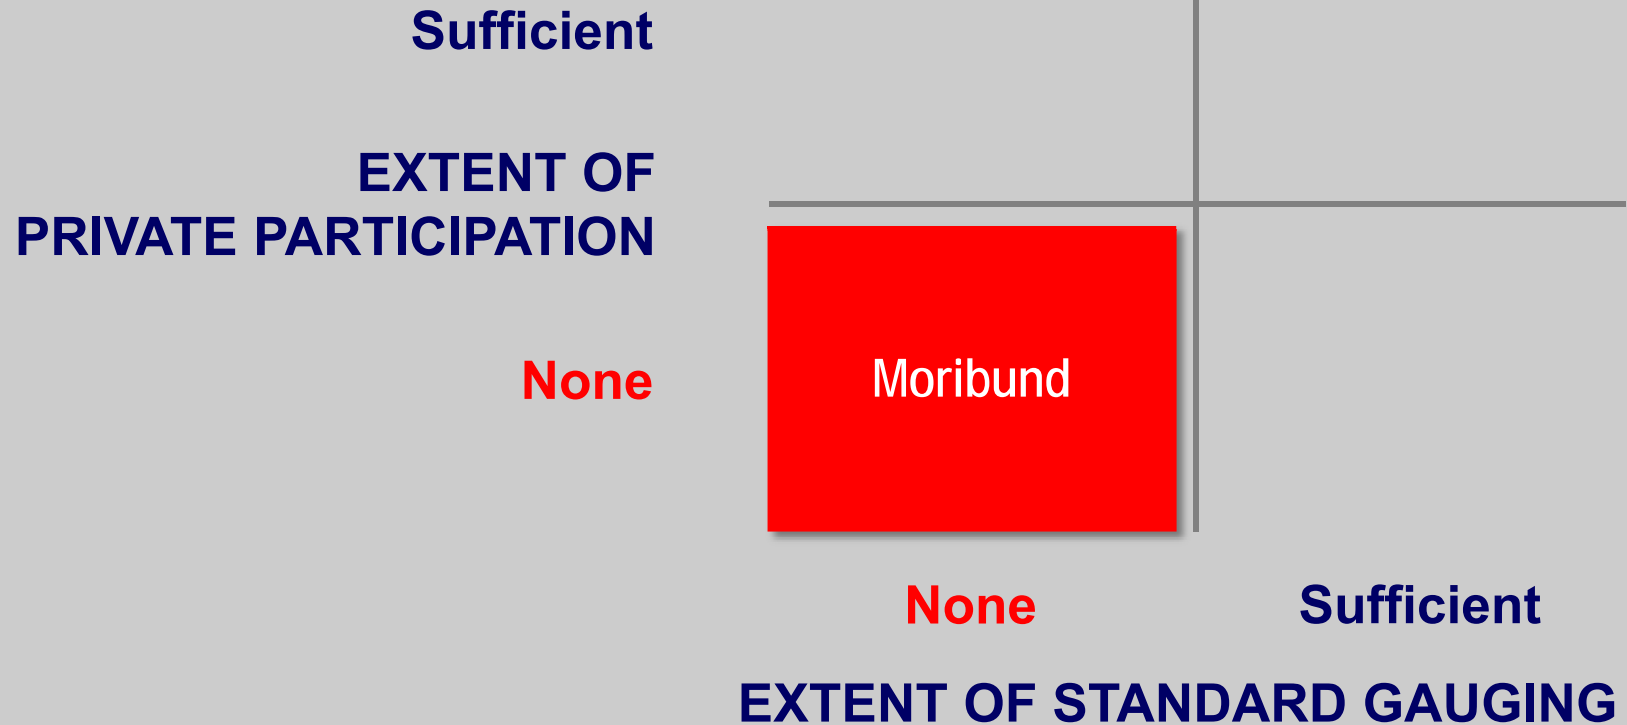 Sufficient
EXTENT OF
PRIVATE PARTICIPATION
None
Moribund
None
Sufficient
EXTENT OF STANDARD GAUGING